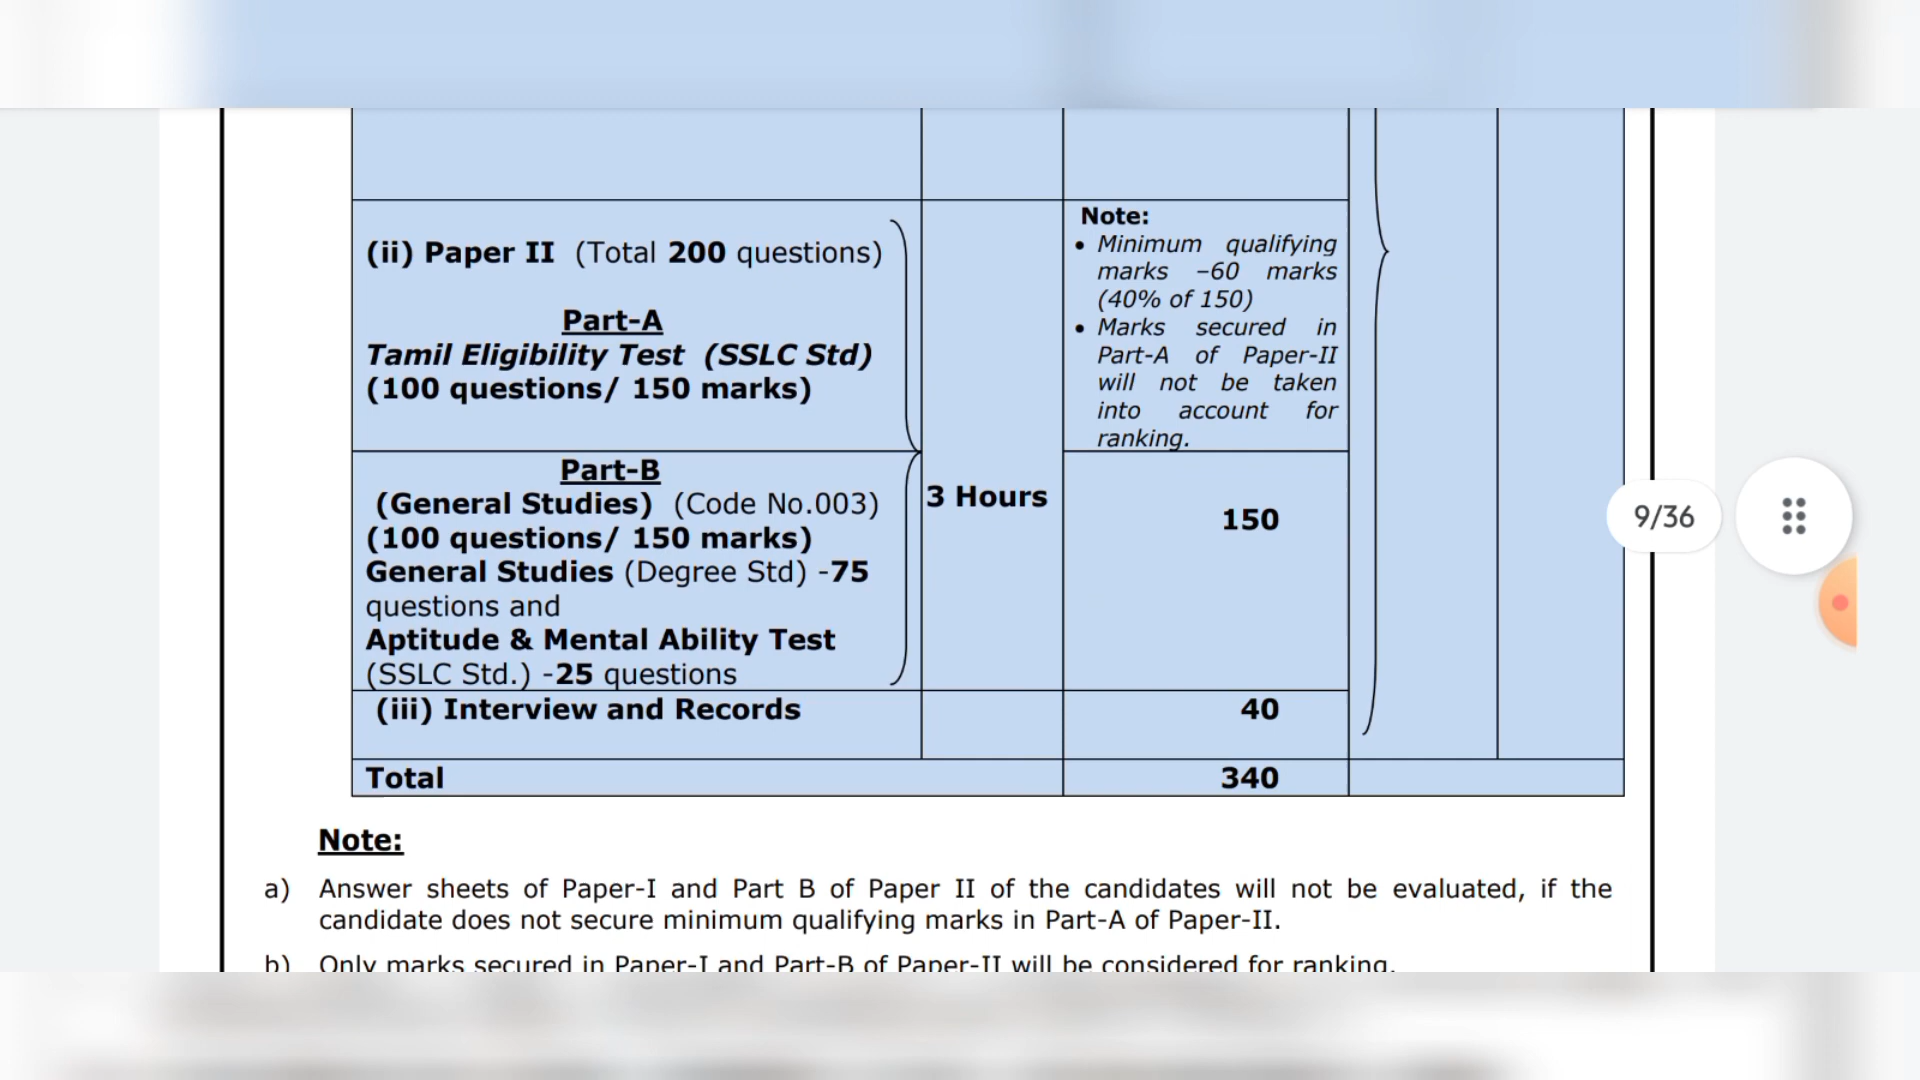 (ii) Paper II (Total 200 questions)
Part-A
Tamil Eligibility Test (SSLC Std)
(100 questions/ 150 marks)
Note:
• Minimum qualifying
marks –60 marks
(40% of 150)
• Marks secured in
Part-A of Paper-II
will not be taken
into account for
ranking.
Part-B
(General Studies) (Code No.003)
(100 questions/ 150 marks)
General Studies (Degree Std) -75
questions and
Aptitude & Mental Ability Test
(SSLC Std.) -25 questions
3 Hours
150
9/36
(iii) Interview and Records
40
Total
340
Note:
a) Answer sheets of Paper-I and Part B of Paper II of the candidates will not be evaluated, if the
candidate does not secure minimum qualifying marks in Part-A of Paper-II.
b) Only marks secured in Paper-I and Part-B of Paper-II will be considered for ranking.